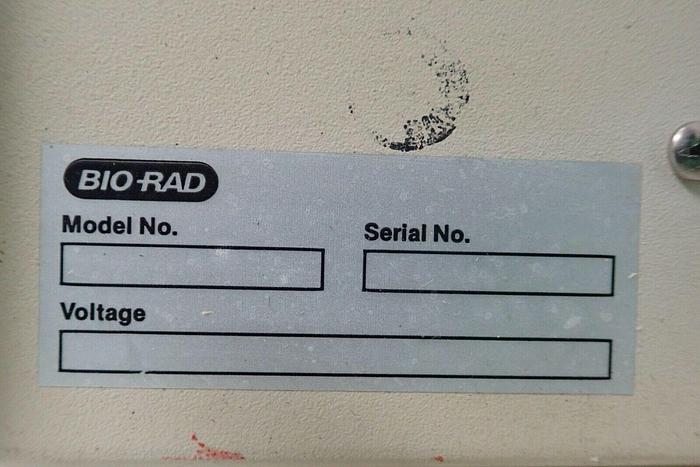 BIO-RAD
Model No.
Serial No.
Voltage